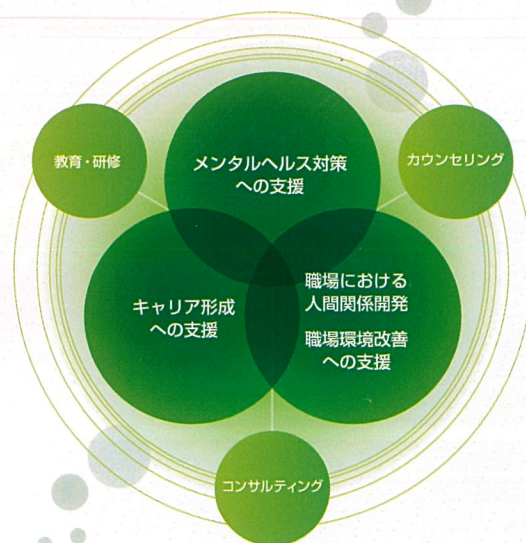 メンタルヘルス対策
への支援
教育・研修
カウンセリング
キャリア形成
への支援
職場における
人間関係開発
職場環境改善
への支援
コンサルティング